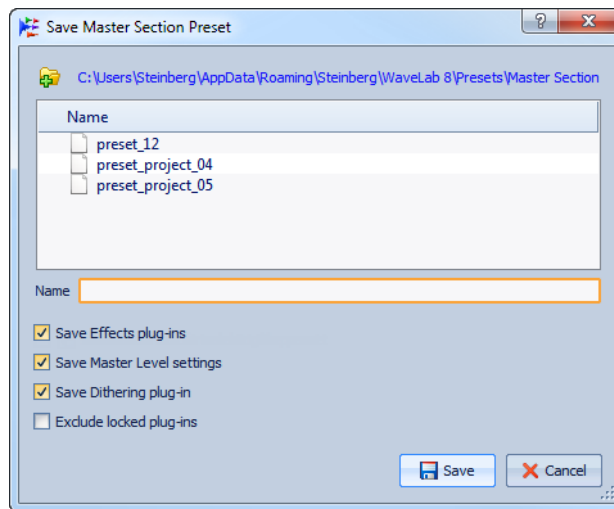 Save Master Section Preset
C:\Users\Steinberg\AppData\Roaming\Steinberg\WaveLab 8\Presets\Master Section
Name
preset_12
preset_project_04
preset_project_05
Name
Save Effects plug-ins
Save Master Level settings
Save Dithering plug-in
Exclude locked plug-ins
Save Cancel